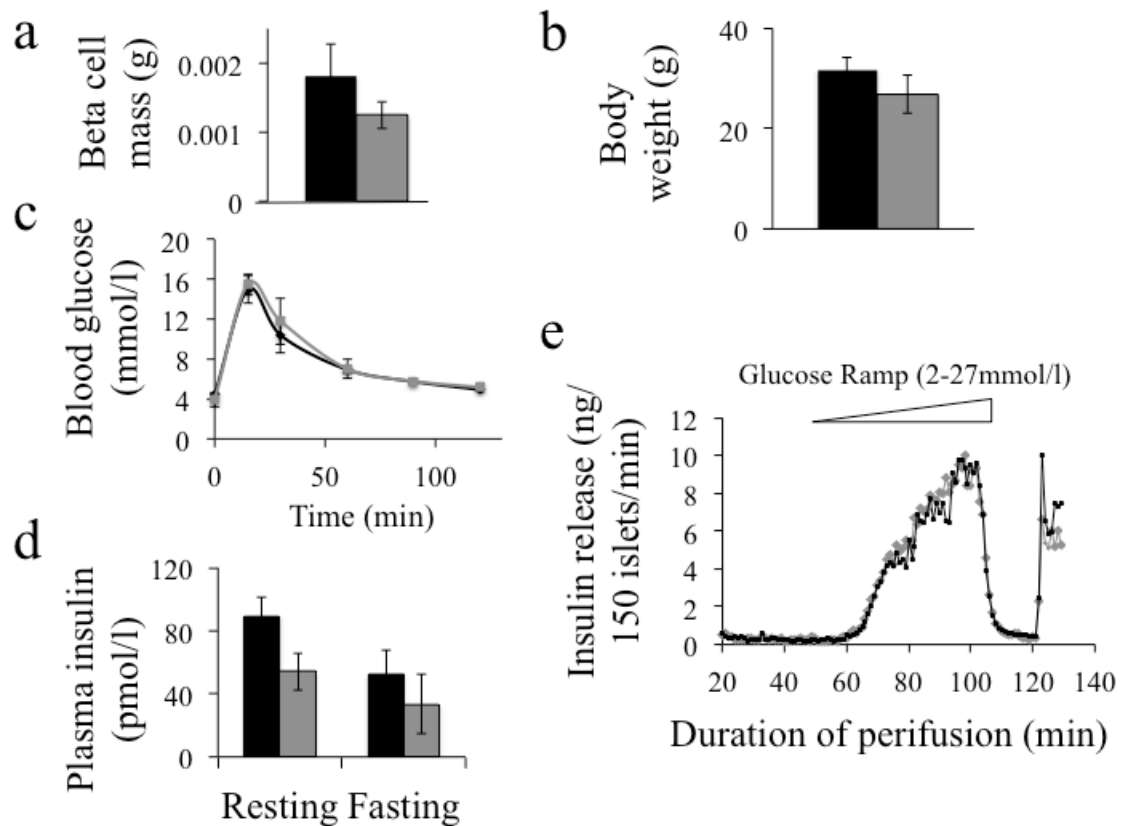 a
Beta cell
mass (g)
0.002
0.001
0
b
Body
weight (g)
40
20
0
c
Blood glucose
(mmol/l)
20
16
12
8
4
0
0 50 100
Time (min)
d
Plasma insulin
(pmol/l)
120
80
40
0
Resting Fasting
e
Glucose Ramp (2-27mmol/l)
Insulin release (ng/
150 islets/min)
12
10
8
6
4
2
0
20 40 60 80 100 120 140
Duration of perifusion (min)